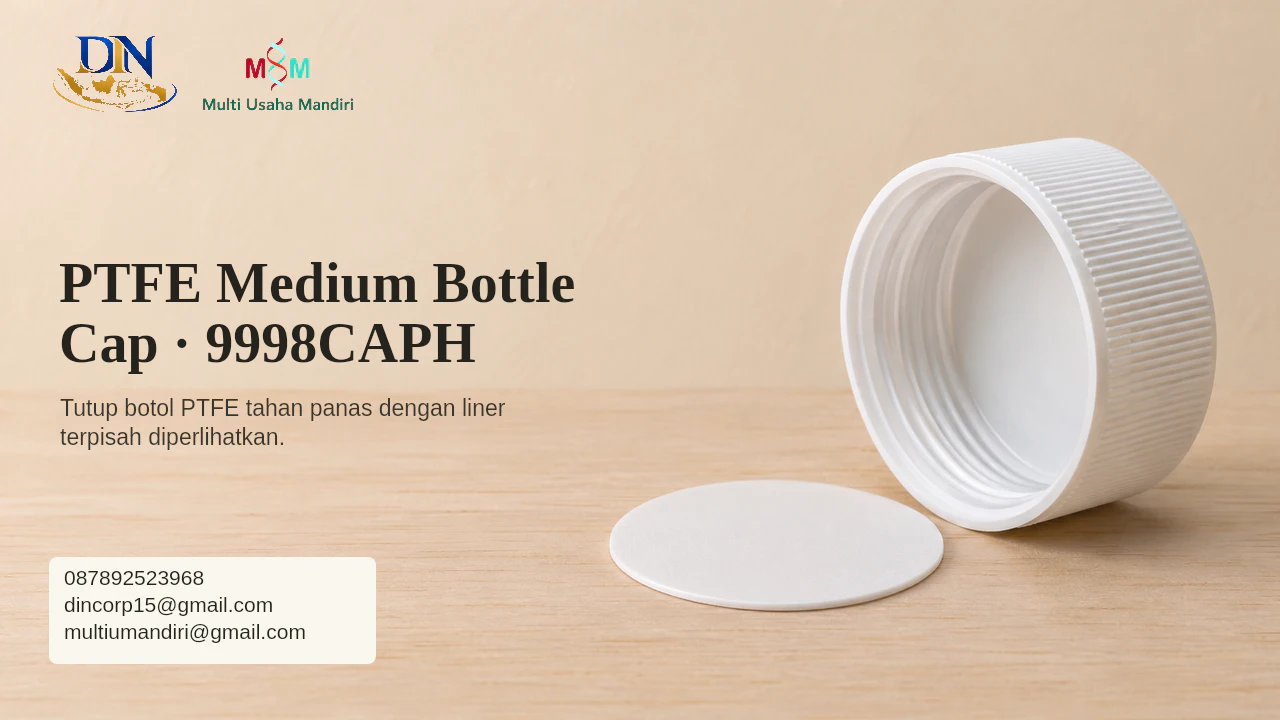 DN
MSM
Multi Usaha Mandiri
PTFE Medium Bottle
Cap · 9998CAPH
Tutup botol PTFE tahan panas dengan liner
terpisah diperlihatkan.
087892523968
dincorp15@gmail.com
multiumandiri@gmail.com